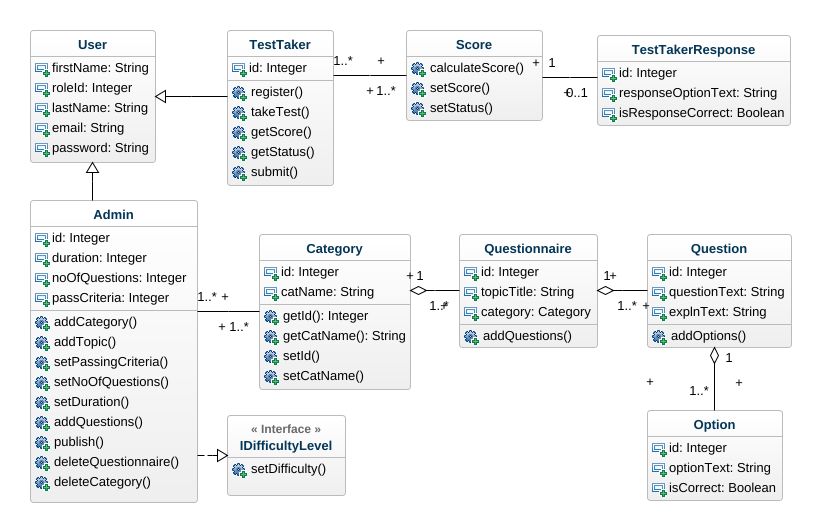 User
firstName: String
roleId: Integer
lastName: String
email: String
password: String
TestTaker
id: Integer
register()
takeTest()
getScore()
getStatus()
submit()
1..*
+
+ 1..*
Score
calculateScore()
setScore()
setStatus()
+ 1
+
0..1
TestTakerResponse
id: Integer
responseOptionText: String
isResponseCorrect: Boolean
Admin
id: Integer
duration: Integer
noOfQuestions: Integer
passCriteria: Integer
addCategory()
addTopic()
setPassingCriteria()
setNoOfQuestions()
setDuration()
addQuestions()
publish()
deleteQuestionnaire()
deleteCategory()
1..* +
+ 1..*
Category
id: Integer
catName: String
getId(): Integer
getCatName(): String
setId()
setCatName()
+ 1
1..*
+
Questionnaire
id: Integer
topicTitle: String
category: Category
addQuestions()
1+
1..* +
Question
id: Integer
questionText: String
explnText: String
addOptions()
1
+
+
1..*
« Interface »
IDifficultyLevel
setDifficulty()
Option
id: Integer
optionText: String
isCorrect: Boolean